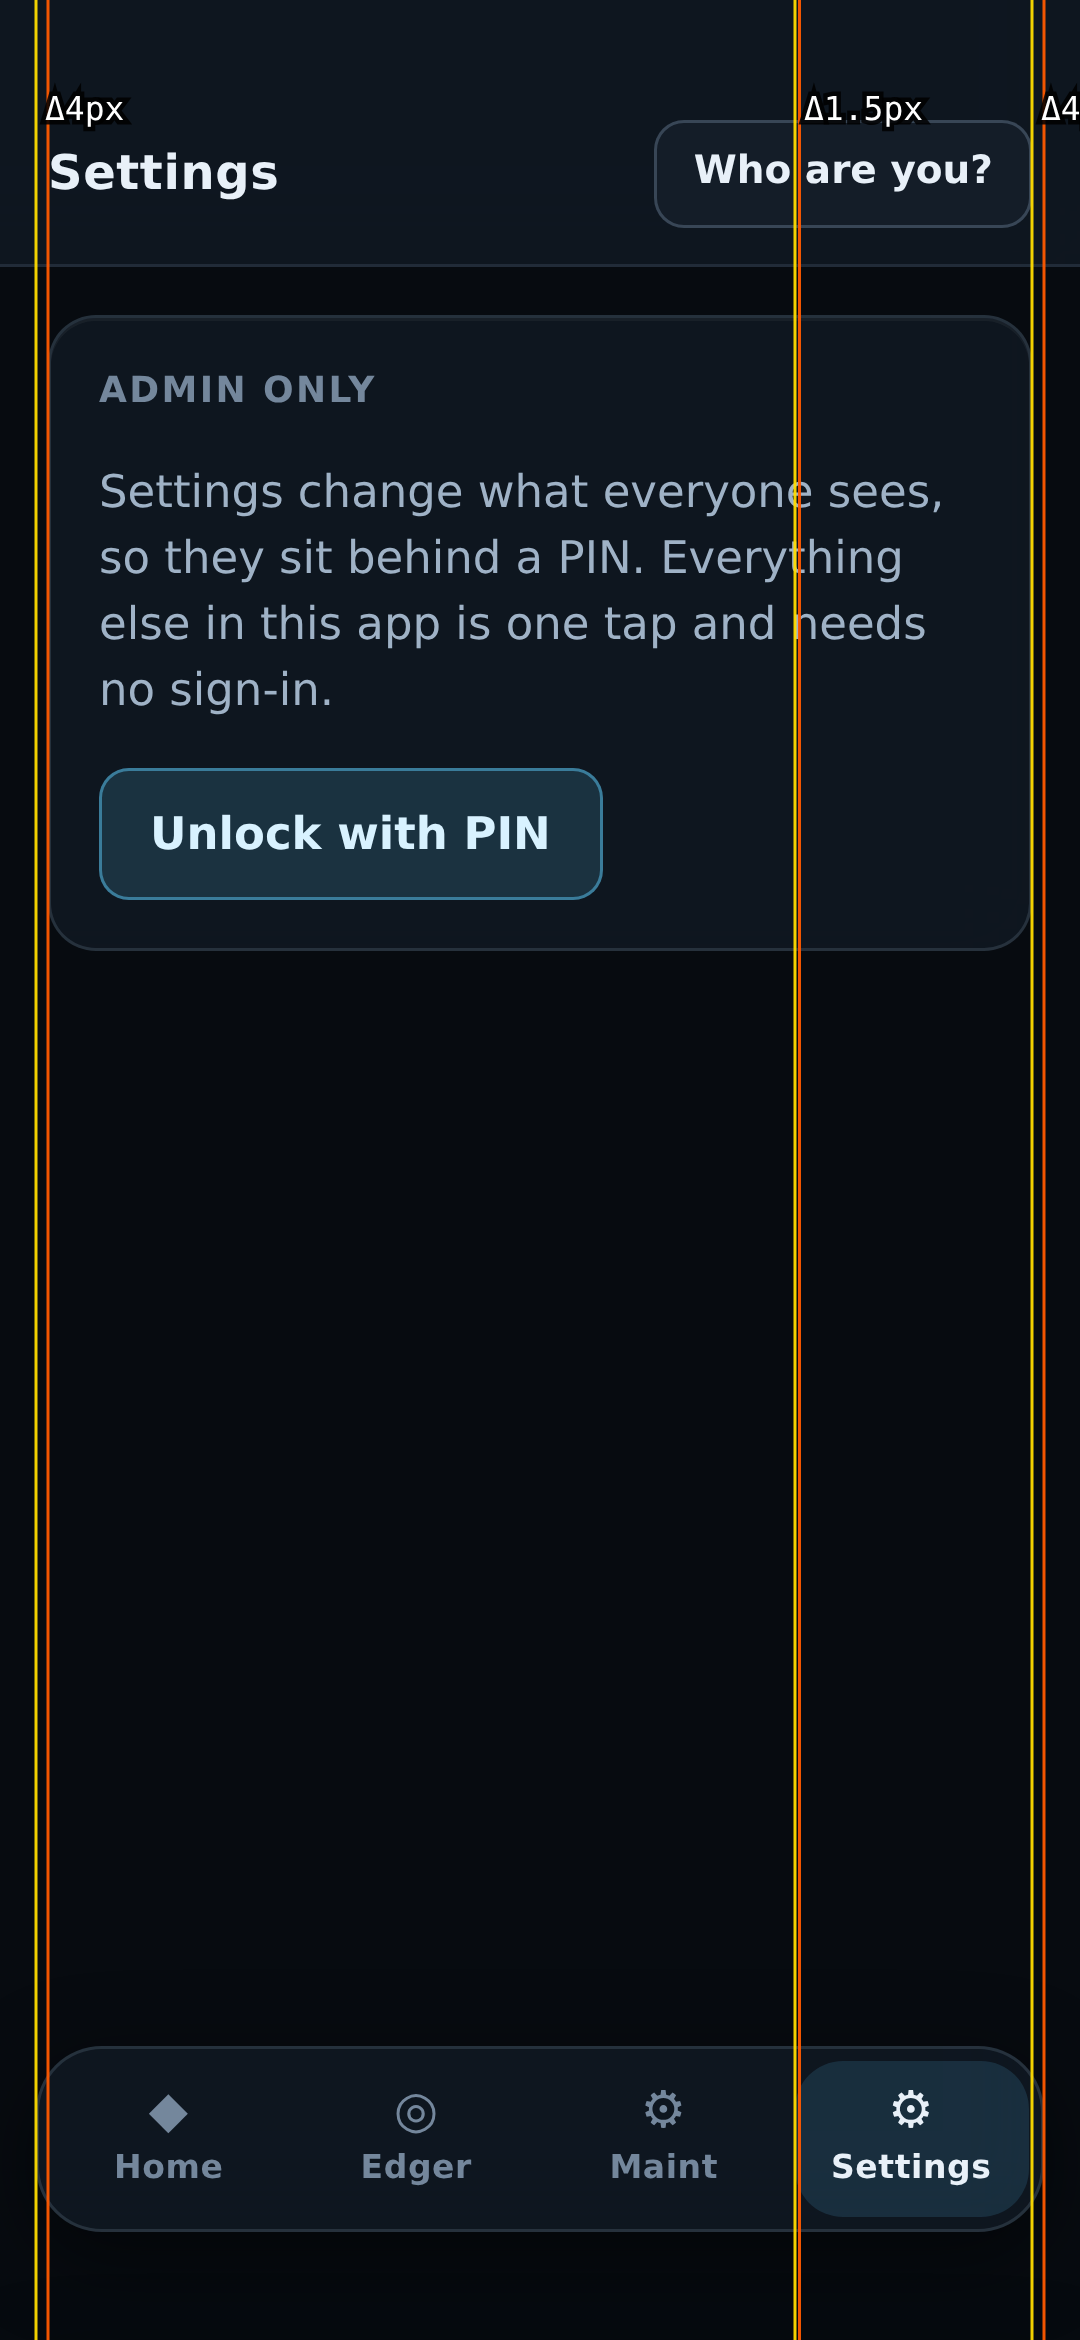 Δ4px
Δ1.5px
Δ4
Settings
Who are you?
ADMIN ONLY
Settings change what everyone sees,
so they sit behind a PIN. Everything
else in this app is one tap and needs
no sign-in.
Unlock with PIN
Home
Edger
Maint
Settings